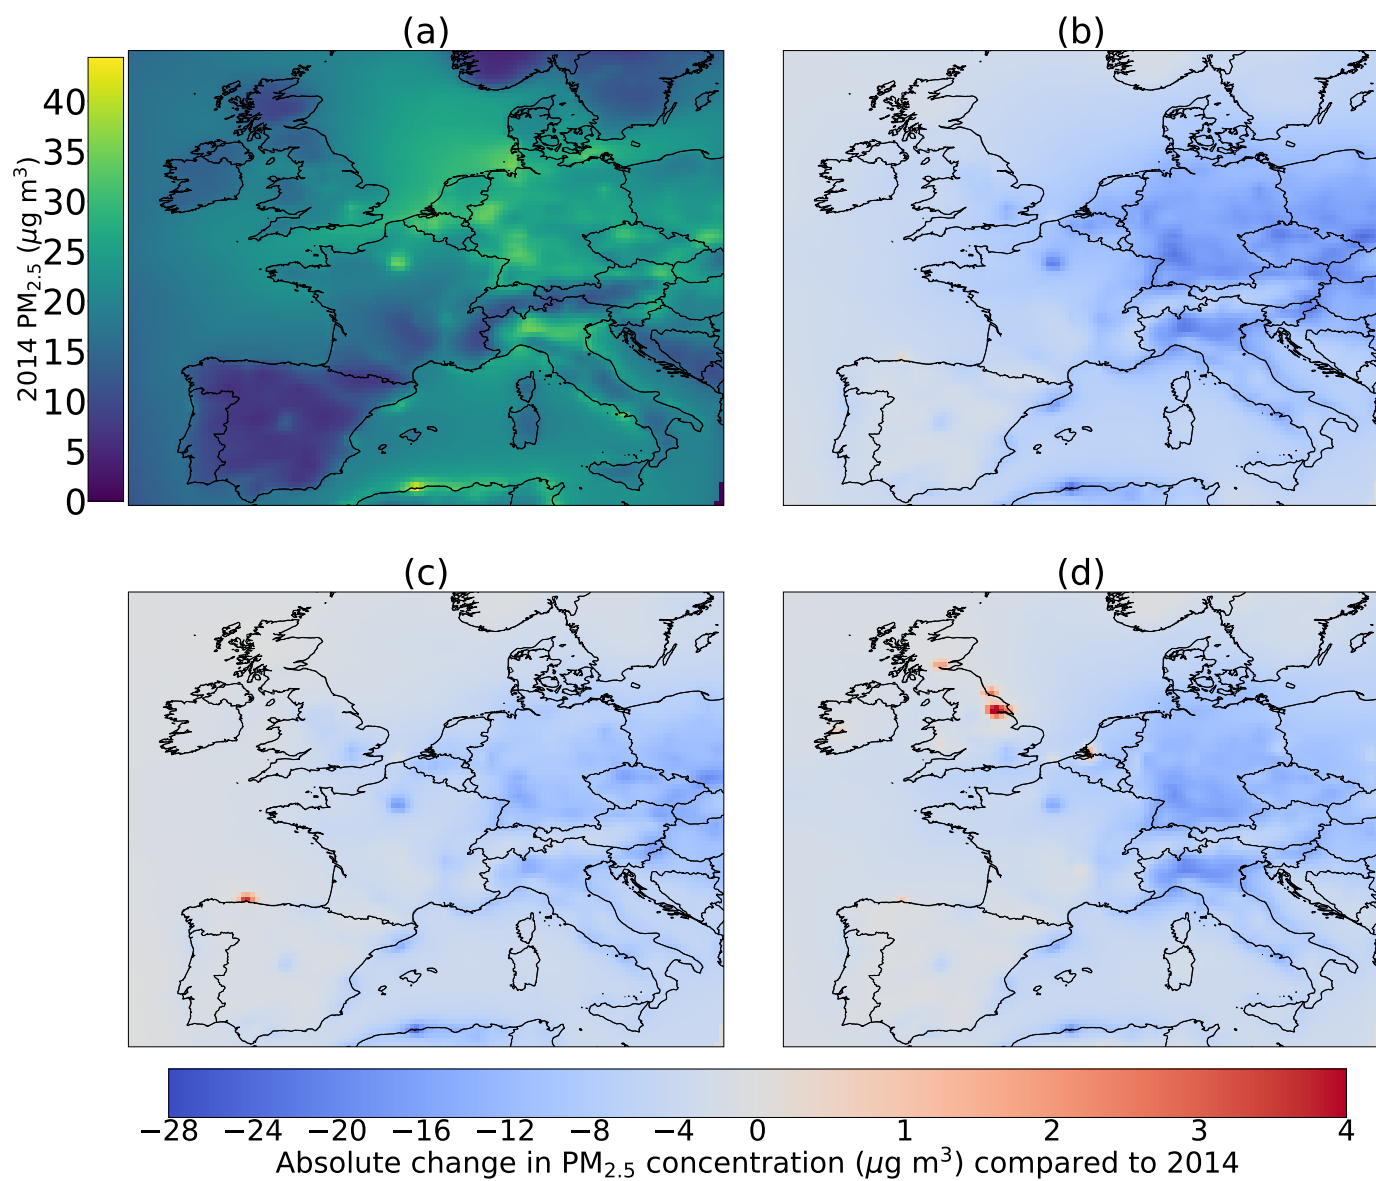 (a)
(b)
40
35
30
25
20
15
10
5
0
2014 PM2.5 (μg m3)
(c)
(d)
−28 −24 −20 −16 −12 −8 −4 0 1 2 3 4
Absolute change in PM2.5 concentration (μg m3) compared to 2014